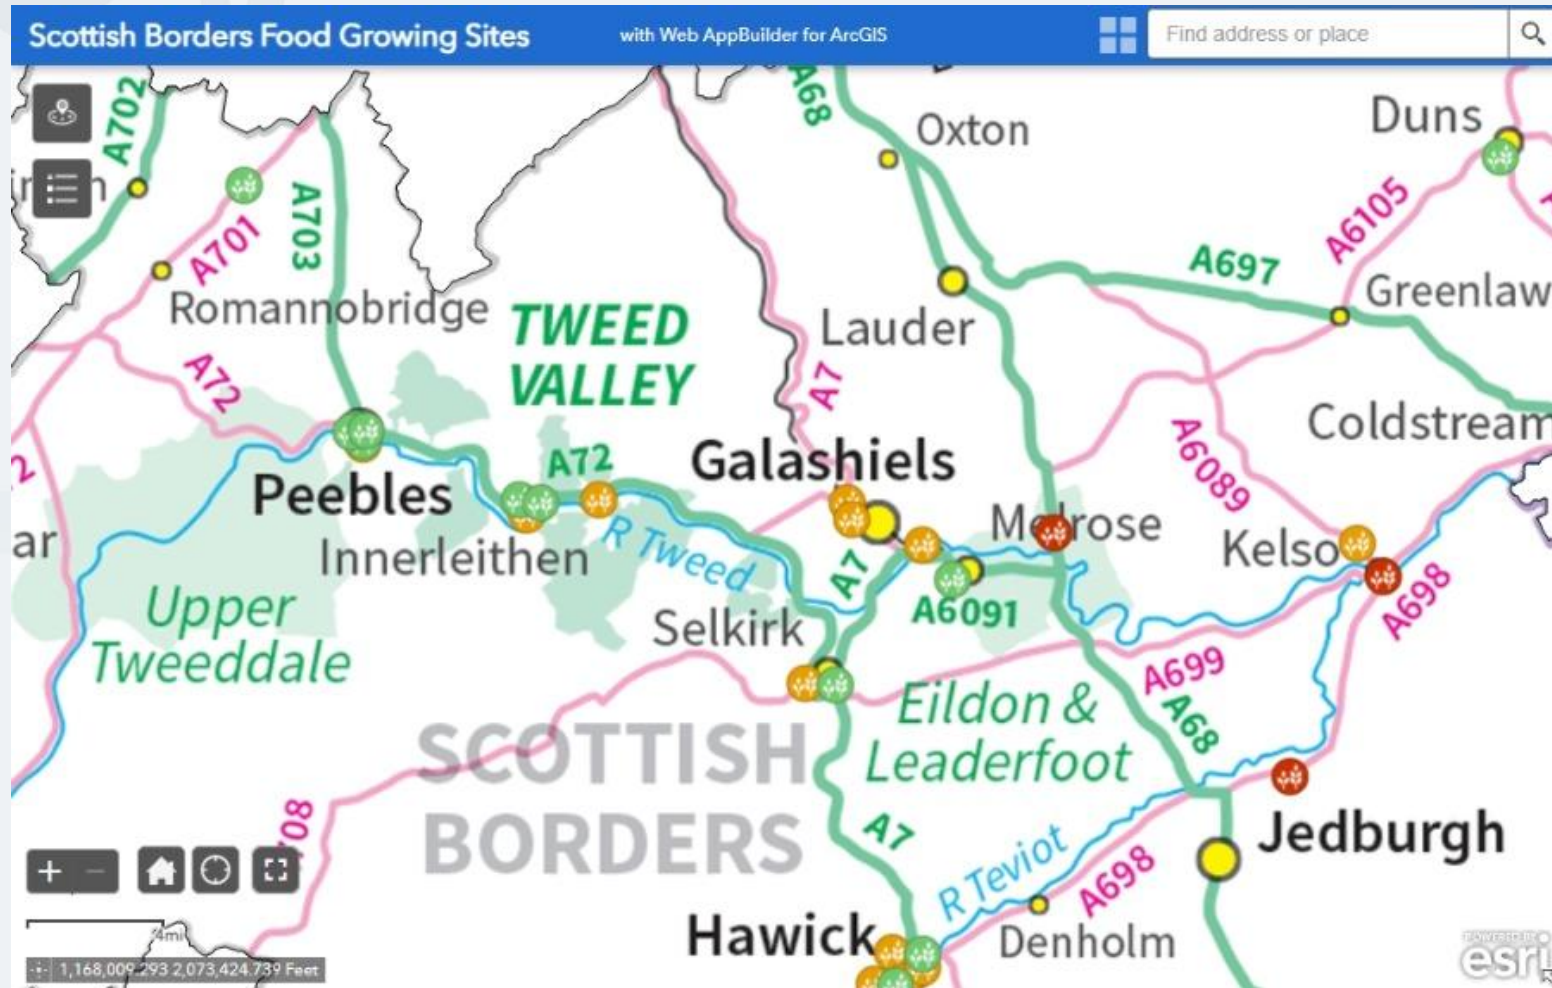 Scottish Borders Food Growing Sites
with Web AppBuilder for ArcGIS
Find address or place
A702
A68
Oxton
Duns
A703
A701
A6105
A697
Romannobridge
TWEED
VALLEY
Lauder
Greenlaw
A72
A7
Coldstream
Galashiels
A72
A6089
Peebles
Innerleithen
R Tweed
Melrose
Kelso
ar
A7
A6091
A698
Upper
Tweeddale
Selkirk
A699
Eildon &
Leaderfoot
A68
SCOTTISH
BORDERS
A7
Jedburgh
R Teviot
A698
Hawick
Denholm
4mi
1,168,009.293 2,073,424.739 Feet
POWERED BY
esri